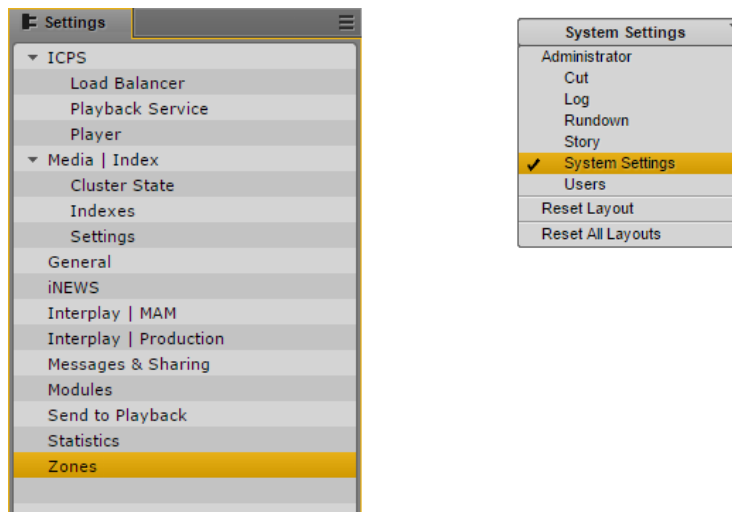 Settings
ICPS
Load Balancer
Playback Service
Player
Media | Index
Cluster State
Indexes
Settings
General
iNEWS
Interplay | MAM
Interplay | Production
Messages & Sharing
Modules
Send to Playback
Statistics
Zones
System Settings
Administrator
Cut
Log
Rundown
Story
System Settings
Users
Reset Layout
Reset All Layouts